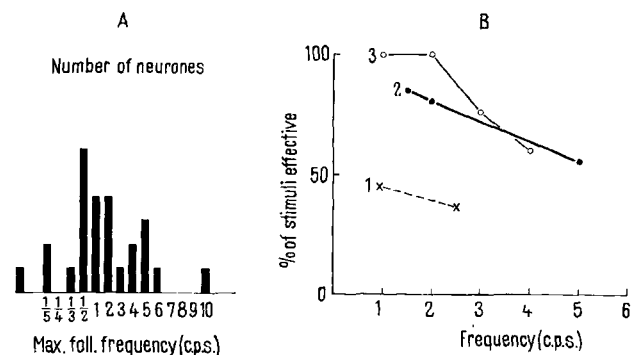 A
Number of neurones
1/5 1/4 1/3 1/2 1 2 3 4 5 6 7 8 9 10
Max. foll. frequency (c.p.s.)
B
100
50
0
% of stimuli effective
3
2
1
1 2 3 4 5 6
Frequency (c.p.s.)